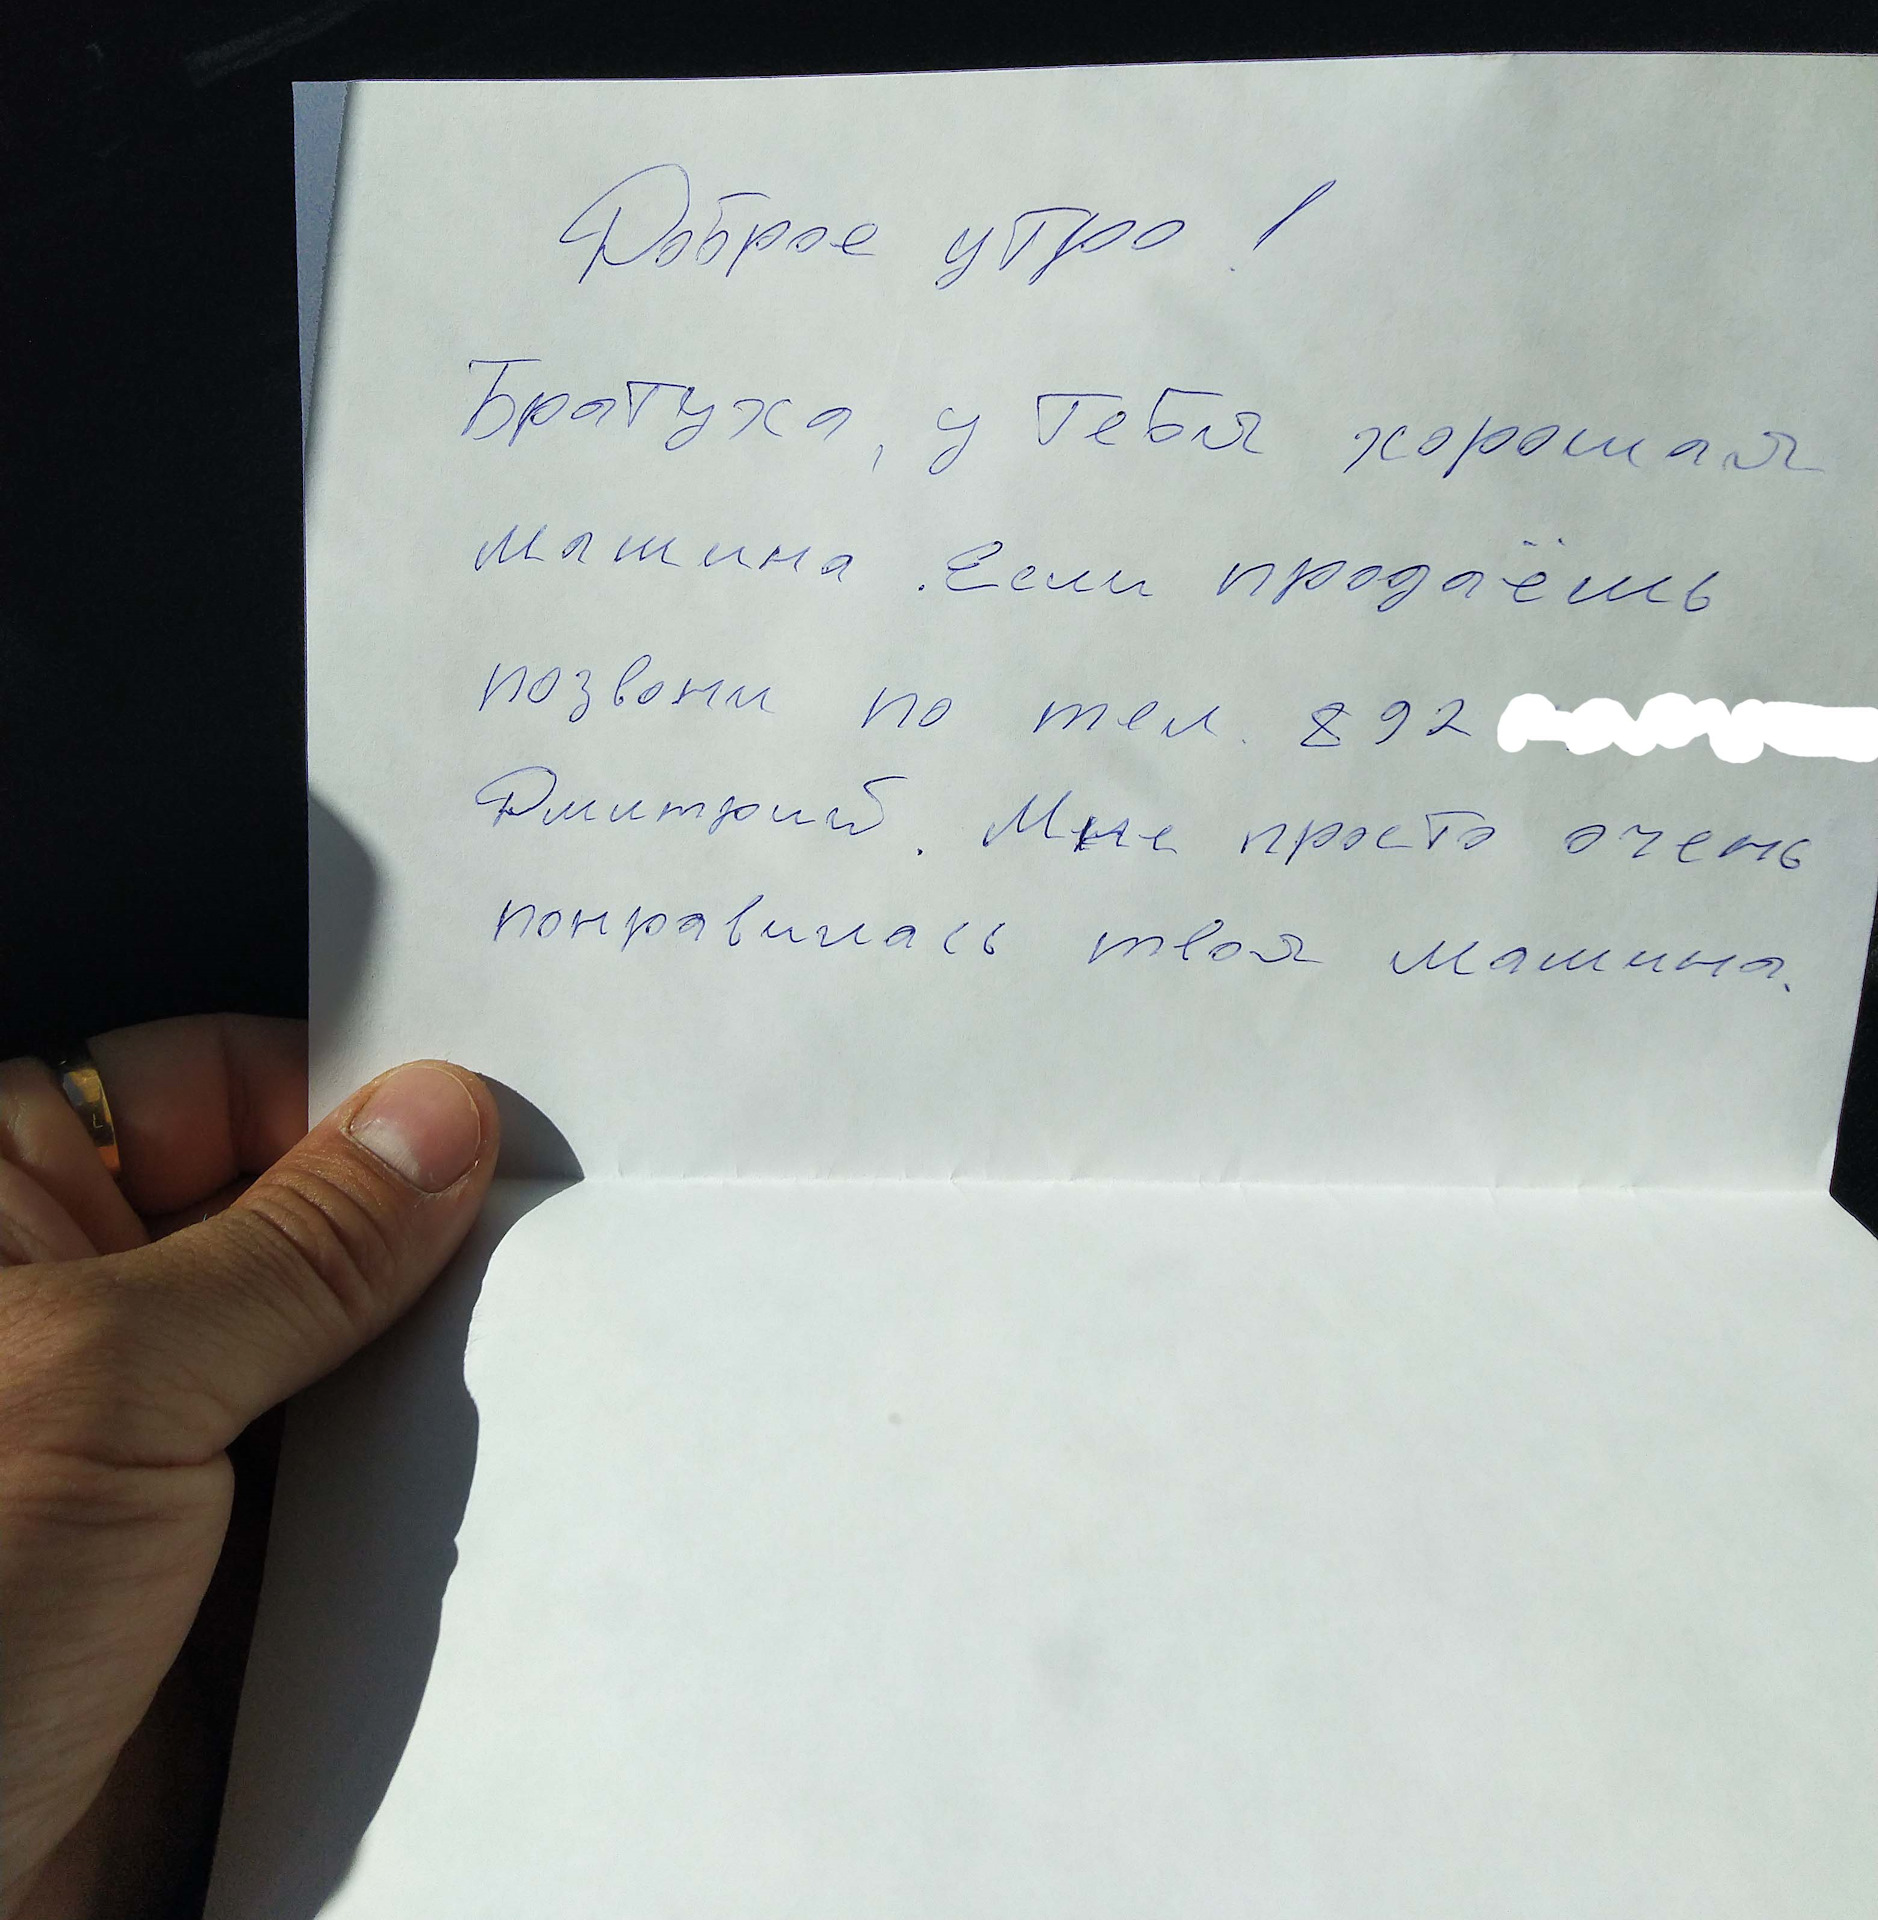 Доброе утро!
Братуха, у тебя хорошая
машина. Если продаёшь
позвони по тел. 892
Дмитрий. Мне просто очень
понравилась твоя машина.